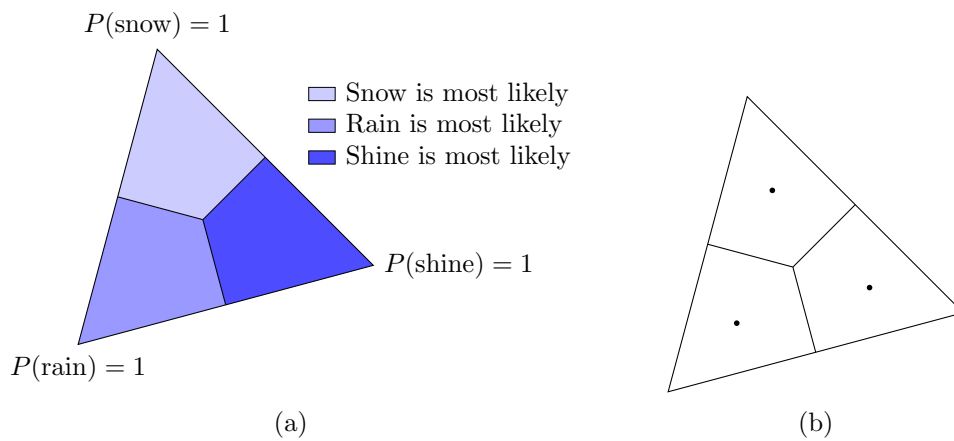 P(snow) = 1
Snow is most likely
Rain is most likely
Shine is most likely
P(shine) = 1
P(rain) = 1
(a)
(b)